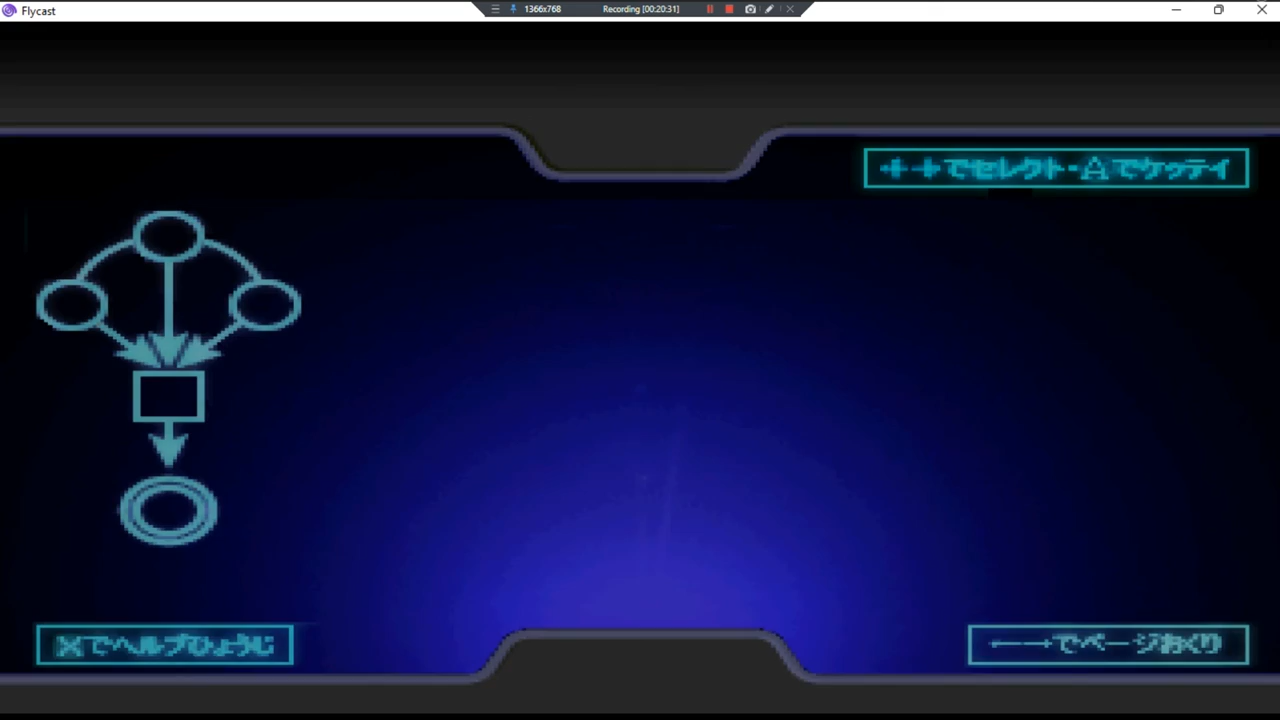 Flycast
1366x768
Recording [00:20:31]
でセレクト・Aでケッテイ
Xでヘルプひょうじ
←→でページおくり